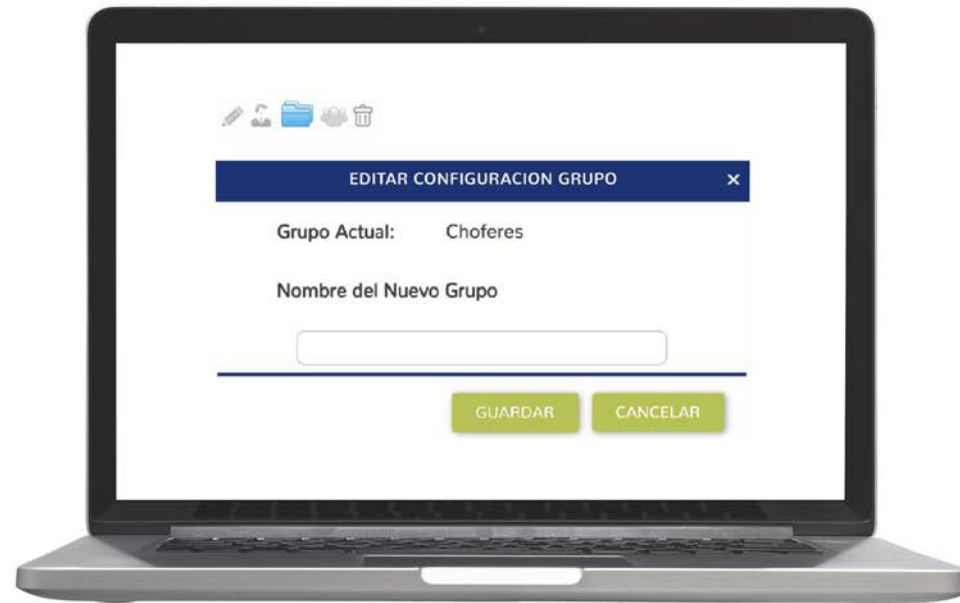 EDITAR CONFIGURACION GRUPO ×
Grupo Actual: Choferes
Nombre del Nuevo Grupo
GUARDAR CANCELAR